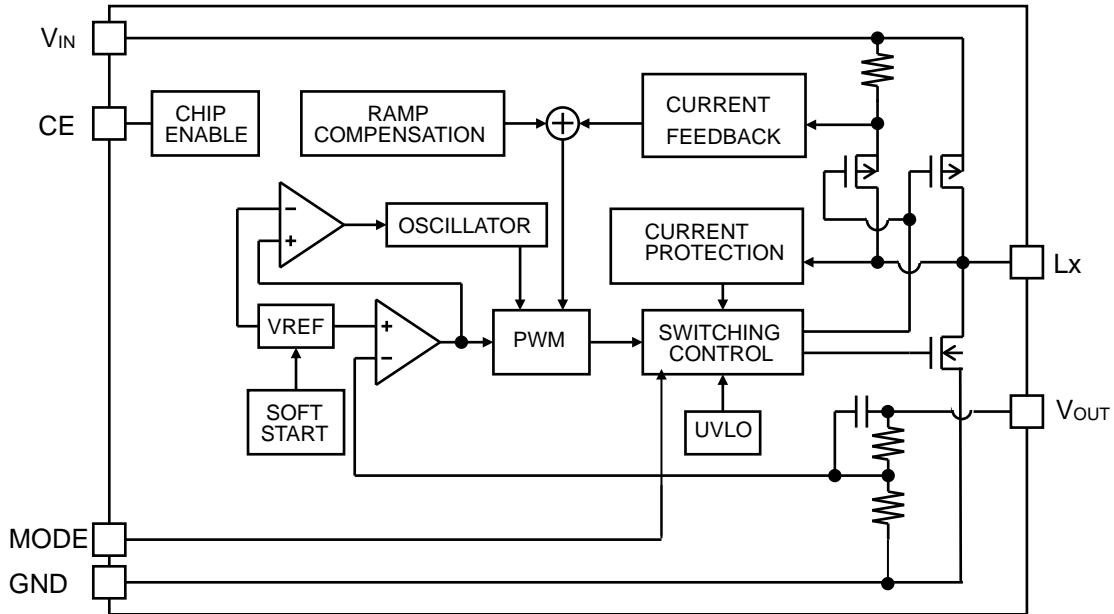 VIN
CE
CHIP
ENABLE
RAMP
COMPENSATION
CURRENT
FEEDBACK
−
+
OSCILLATOR
CURRENT
PROTECTION
Lx
VREF
+
−
PWM
SWITCHING
CONTROL
SOFT
START
UVLO
VOUT
MODE
GND